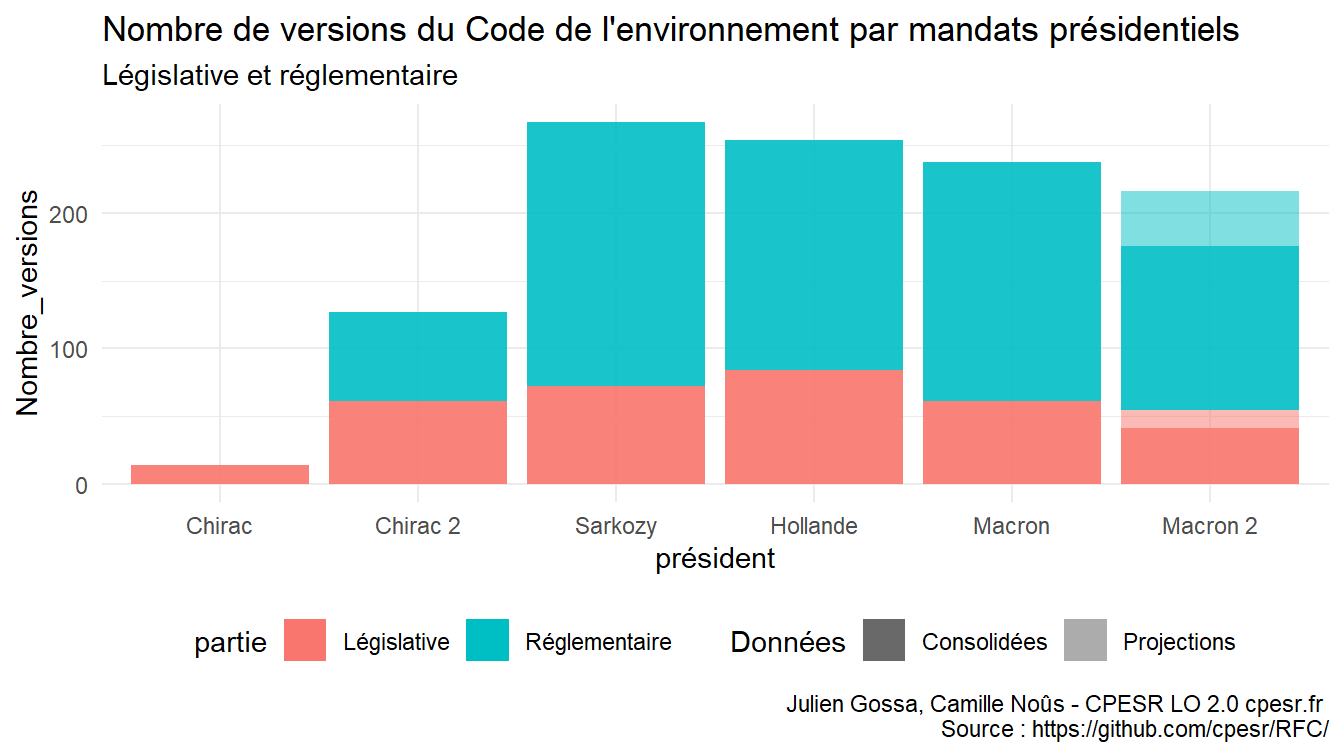 Nombre de versions du Code de l'environnement par mandats présidentiels
Législative et réglementaire
Nombre_versions
200
100
0
Chirac
Chirac 2
Sarkozy
Hollande
Macron
Macron 2
président
partie
Législative
Réglementaire
Données
Consolidées
Projections
Julien Gossa, Camille Noûs - CPESR LO 2.0 cpesr.fr
Source : https://github.com/cpesr/RFC/